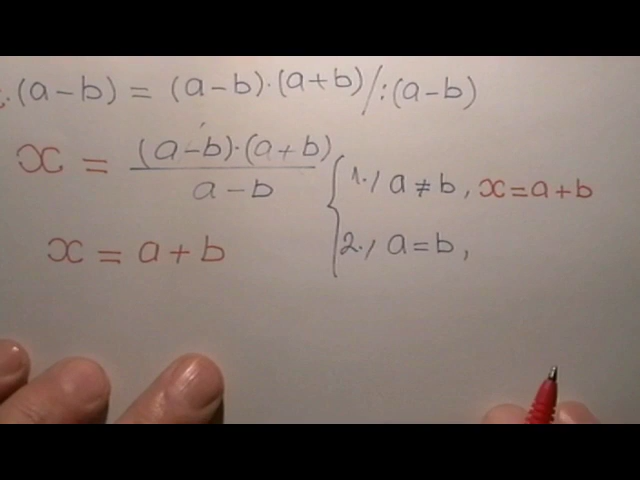 x·(a-b) = (a-b)·(a+b) /:(a-b)
x = (a-b)·(a+b) / a-b
1./ a ≠ b, x=a+b
x = a+b
2./ a=b,